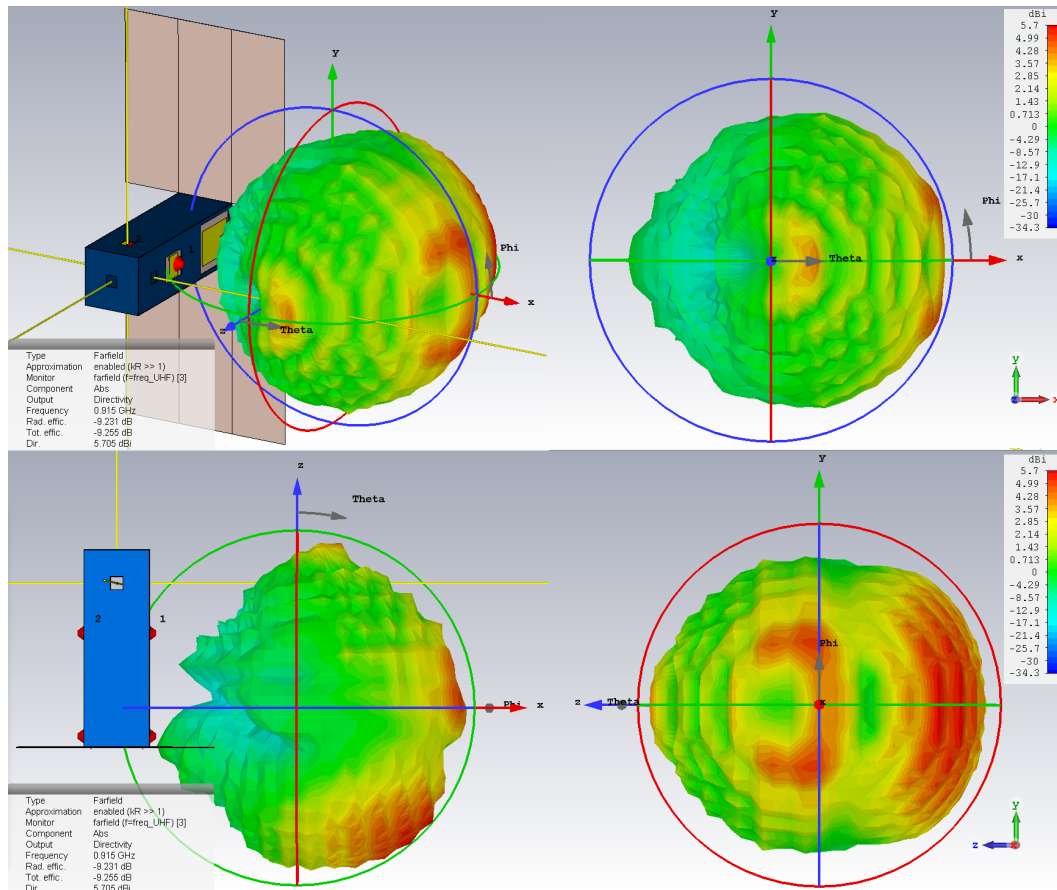 y
x
z
Phi
Theta
2
1
Type Farfield
Approximation enabled (kR >> 1)
Monitor farfield (f=freq_UHF) [3]
Component Abs
Output Directivity
Frequency 0.915 GHz
Rad. effic. -9.231 dB
Tot. effic. -9.255 dB
Dir. 5.705 dBi
y
Phi
x
z
Theta
dBi
5.7
4.99
4.28
3.57
2.85
2.14
1.43
0.713
0
-4.29
-8.57
-12.9
-17.1
-21.4
-25.7
-30
-34.3
y
z x
z
Theta
2 1
Phi x
Type Farfield
Approximation enabled (kR >> 1)
Monitor farfield (f=freq_UHF) [3]
Component Abs
Output Directivity
Frequency 0.915 GHz
Rad. effic. -9.231 dB
Tot. effic. -9.255 dB
Dir. 5.705 dBi
y
Phi
z Theta x
dBi
5.7
4.99
4.28
3.57
2.85
2.14
1.43
0.713
0
-4.29
-8.57
-12.9
-17.1
-21.4
-25.7
-30
-34.3
y
z x